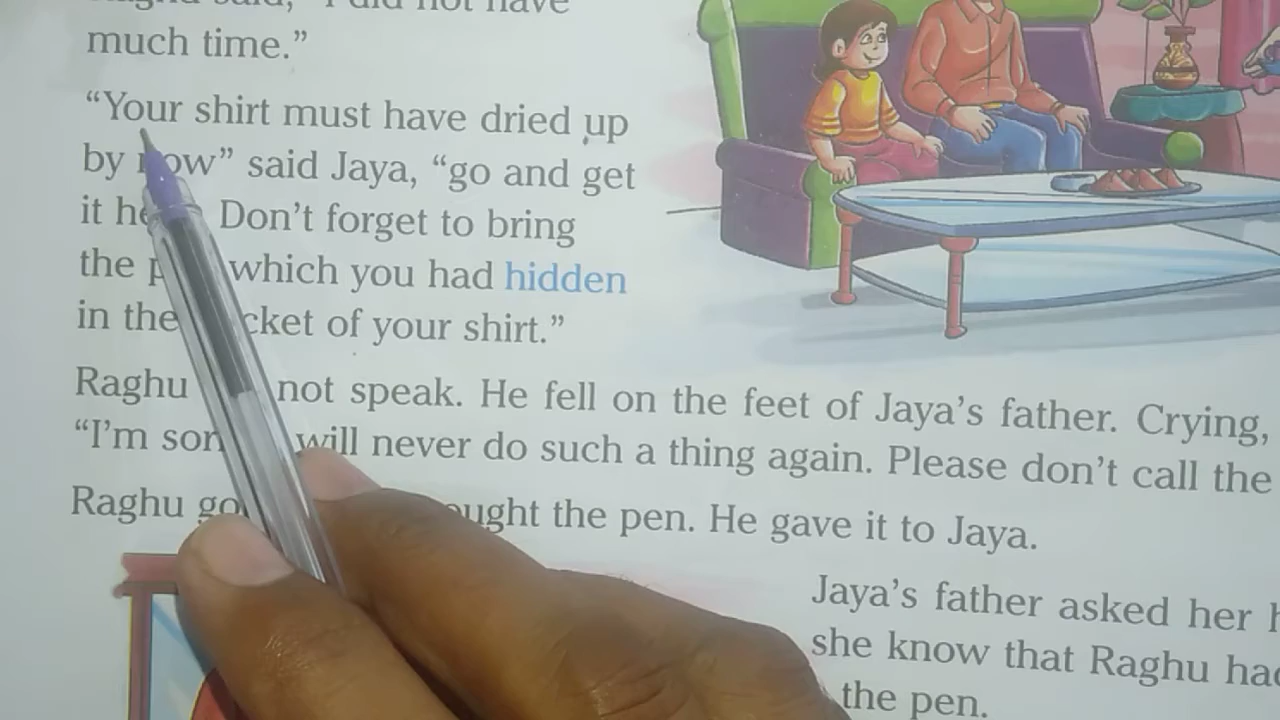 much time.”
“Your shirt must have dried up
by now” said Jaya, “go and get
it Don’t forget to bring
the which you had hidden
in the of your shirt.”
Raghu not speak. He fell on the feet of Jaya’s father. Crying,
“I’m will never do such a thing again. Please don’t call the
Raghu the pen. He gave it to Jaya.
Jaya’s father asked her
she know that Raghu
the pen.